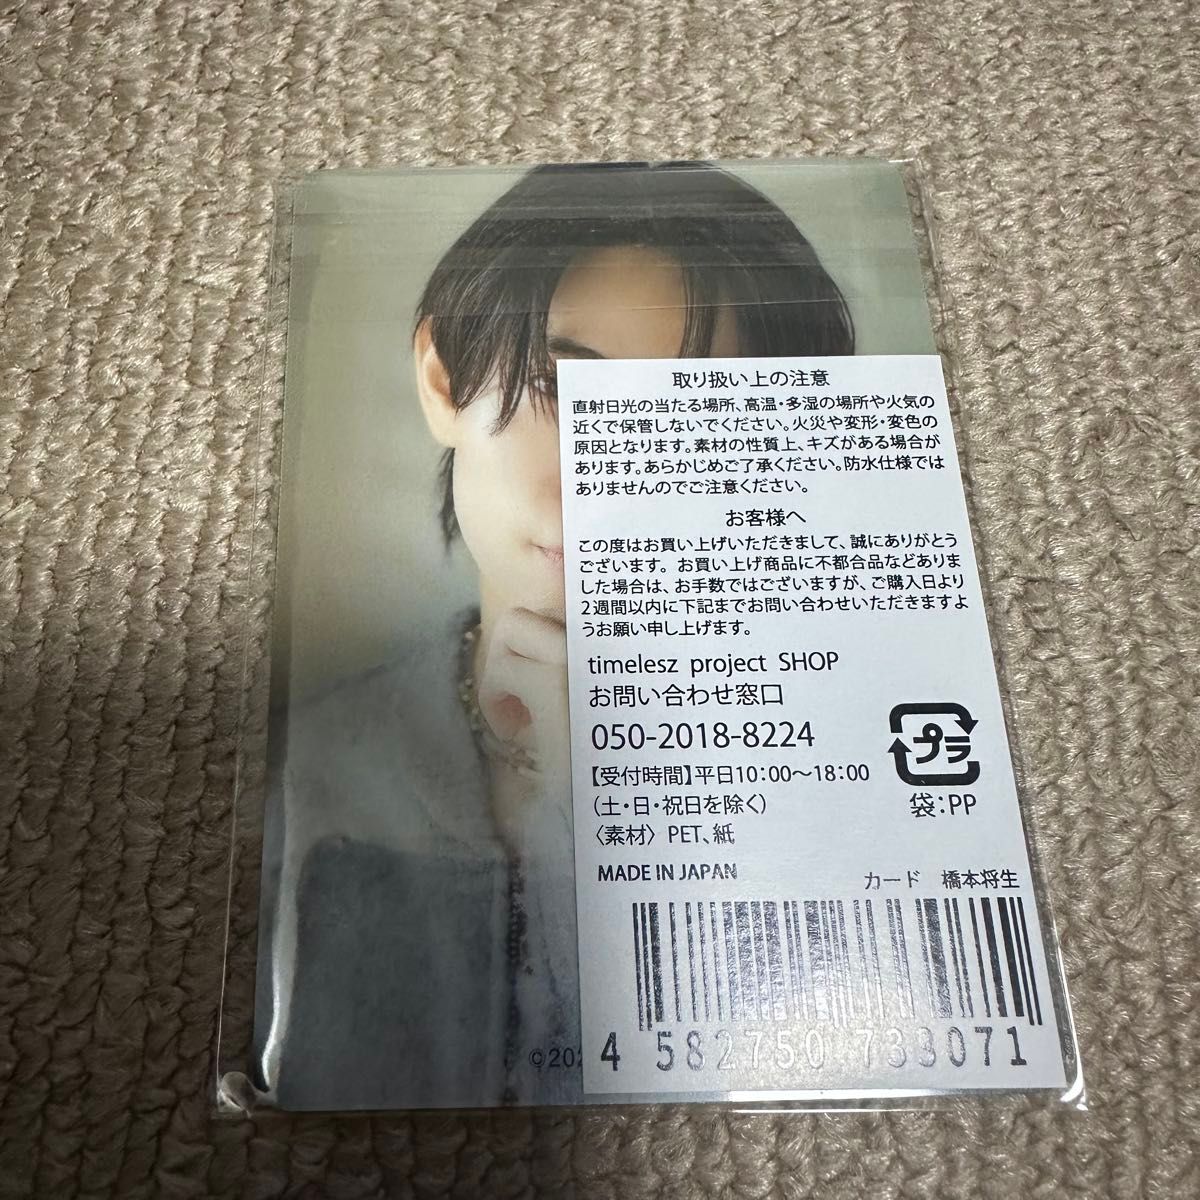 取り扱い上の注意
直射日光の当たる場所、高温・多湿の場所や火気の
近くで保管しないでください。火災や変形・変色の
原因となります。素材の性質上、キズがある場合が
あります。あらかじめご了承ください。防水仕様では
ありませんのでご注意ください。
お客様へ
この度はお買い上げいただきまして、誠にありがとう
ございます。お買い上げ商品に不都合品などありま
した場合は、お手数ではございますが、ご購入日より
2週間以内に下記までお問い合わせいただきますよ
うお願い申し上げます。
timelesz project SHOP
お問い合わせ窓口
050-2018-8224
【受付時間】平日10:00～18:00
（土・日・祝日を除く）
〈素材〉 PET、紙
プラ
袋：PP
MADE IN JAPAN
カード 橋本将生
4 582750 733071
©202